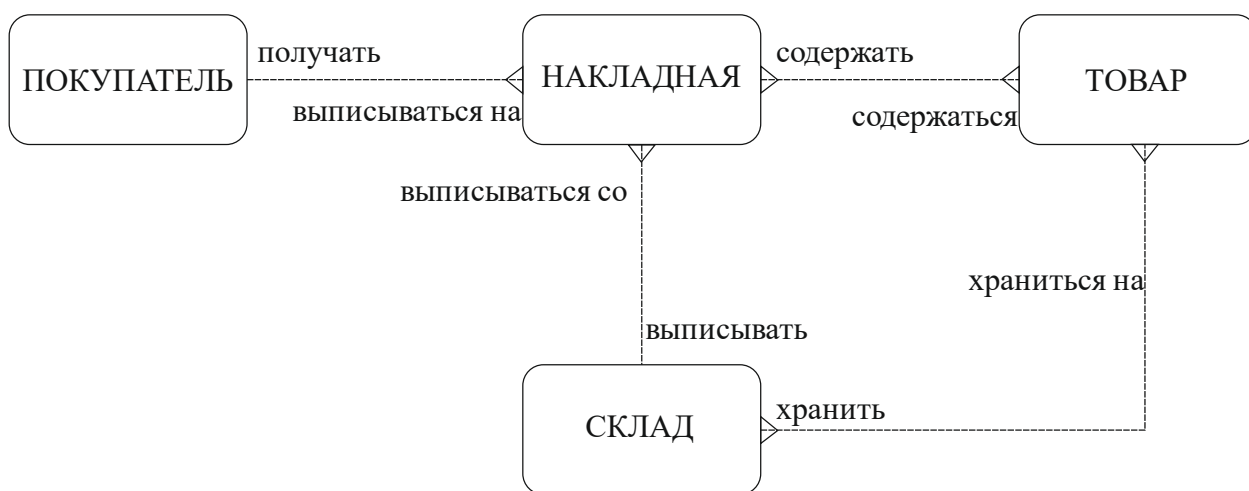 получать
содержать
ПОКУПАТЕЛЬ
НАКЛАДНАЯ
ТОВАР
выписываться на
содержаться
выписываться со
храниться на
выписывать
хранить
СКЛАД